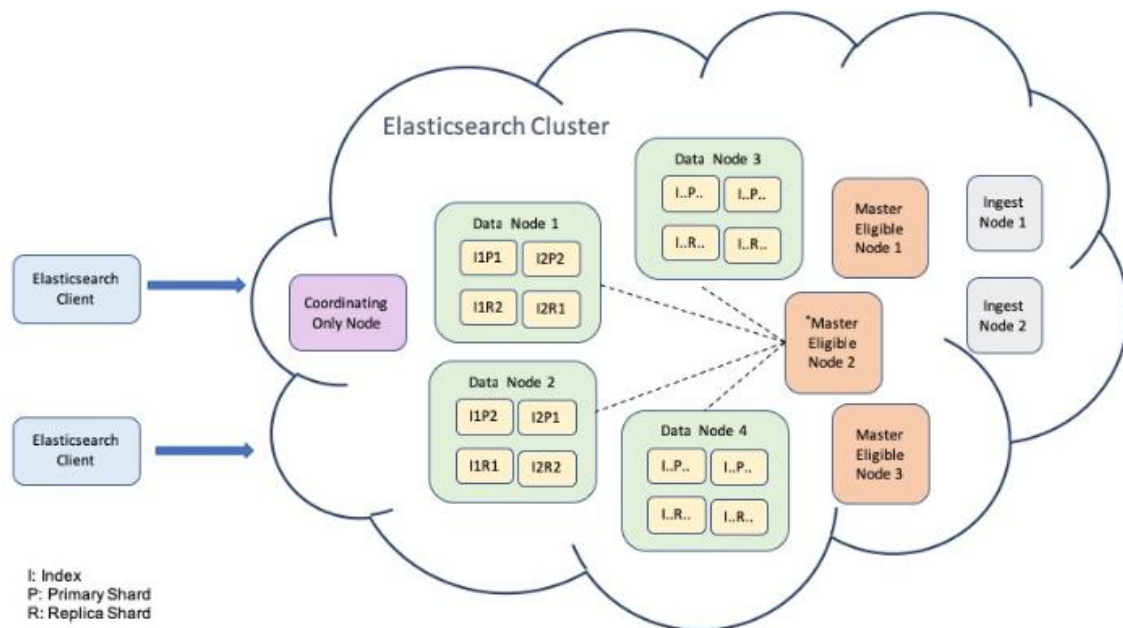 Elasticsearch Cluster
Elasticsearch
Client
Elasticsearch
Client
Coordinating
Only Node
Data Node 1
I1P1 I2P2
I1R2 I2R1
Data Node 2
I1P2 I2P1
I1R1 I2R2
Data Node 3
I..P.. I..P..
I..R.. I..R..
Data Node 4
I..P.. I..P..
I..R.. I..R..
Master
Eligible
Node 1
*Master
Eligible
Node 2
Master
Eligible
Node 3
Ingest
Node 1
Ingest
Node 2
I: Index
P: Primary Shard
R: Replica Shard